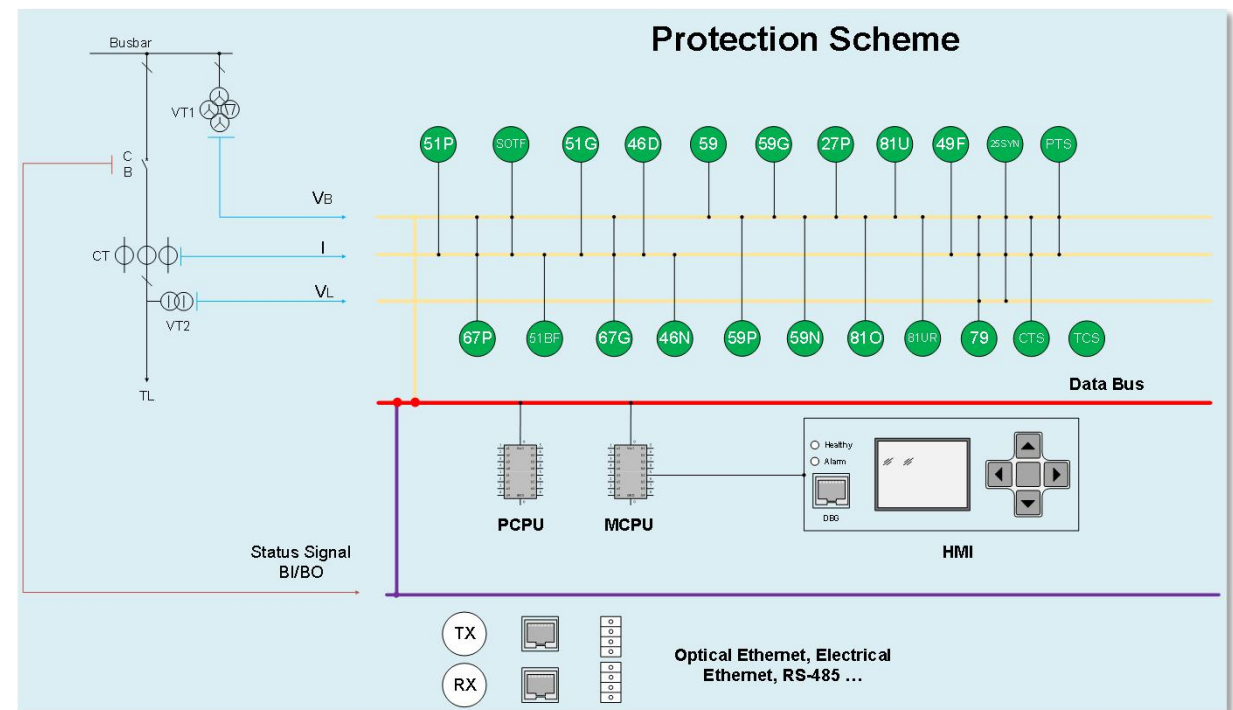 Protection Scheme
Busbar
VT1
C
B
VB
CT
I
VL
VT2
TL
51P
SOTF
51G
46D
59
59G
27P
81U
49F
25SYN
PTS
67P
51BF
67G
46N
59P
59N
81O
81UR
79
CTS
TCS
Data Bus
PCPU
MCPU
Healthy
Alarm
DBG
HMI
Status Signal
BI/BO
TX
RX
Optical Ethernet, Electrical
Ethernet, RS-485 ...